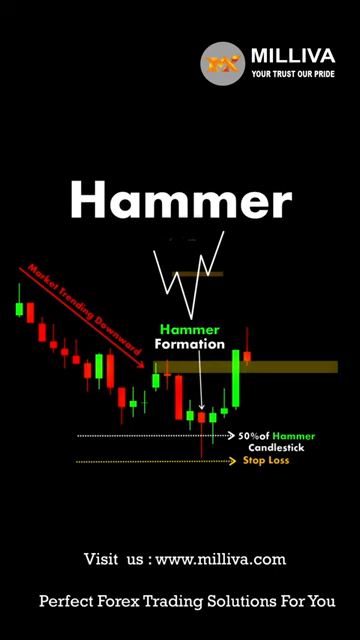 MILLIVA
YOUR TRUST OUR PRIDE
Hammer
Market Trending Downward
Hammer
Formation
50% of Hammer
Candlestick
Stop Loss
Visit us : www.milliva.com
Perfect Forex Trading Solutions For You